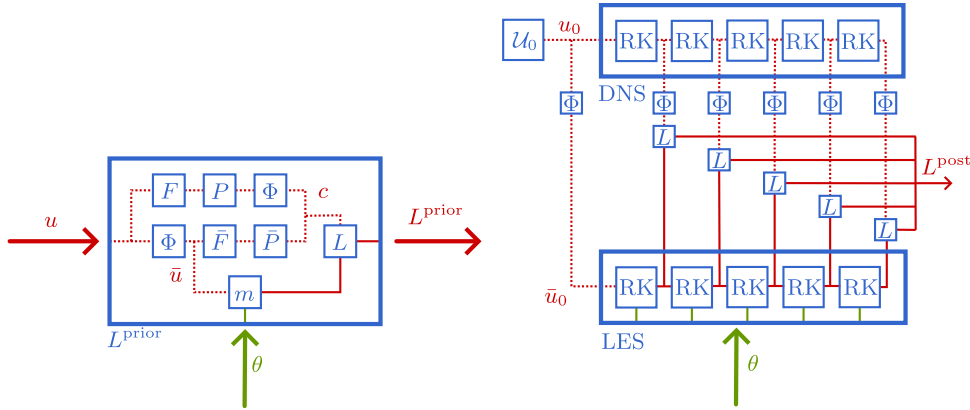 u
F P Φ c
Φ F̄ P̄ L
ū
m
L^prior
L^prior
θ
𝒰₀ u₀ RK RK RK RK RK
DNS
Φ Φ Φ Φ Φ Φ
L
L
L
L
L
L^post
ū₀ RK RK RK RK RK
LES
θ